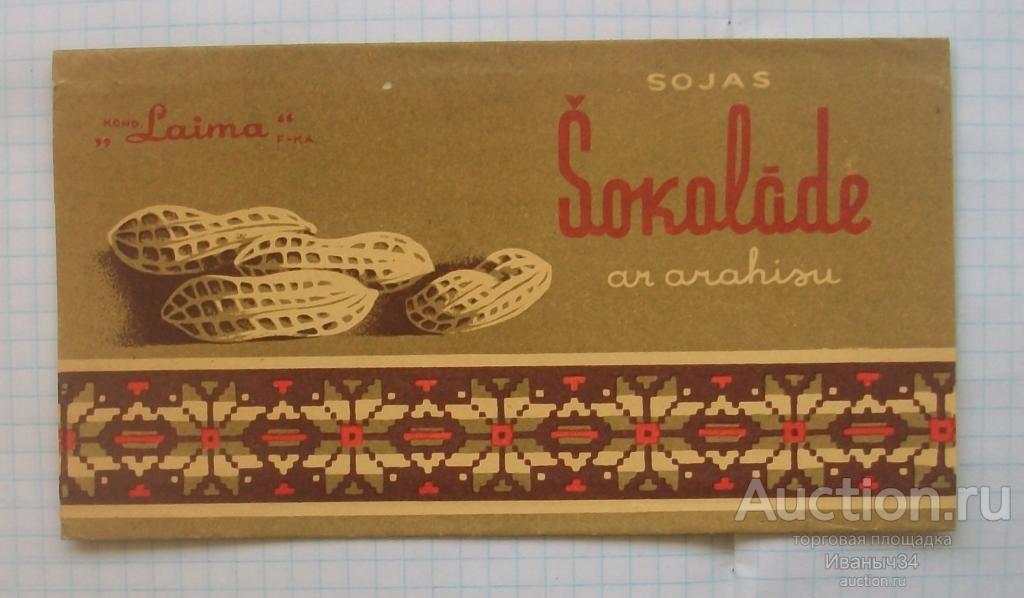 KOND. „Laima“ F-KA
SOJAS
Šokolāde
ar arahisu
Auction.ru
торговая площадка
Иваныч34
auction.ru